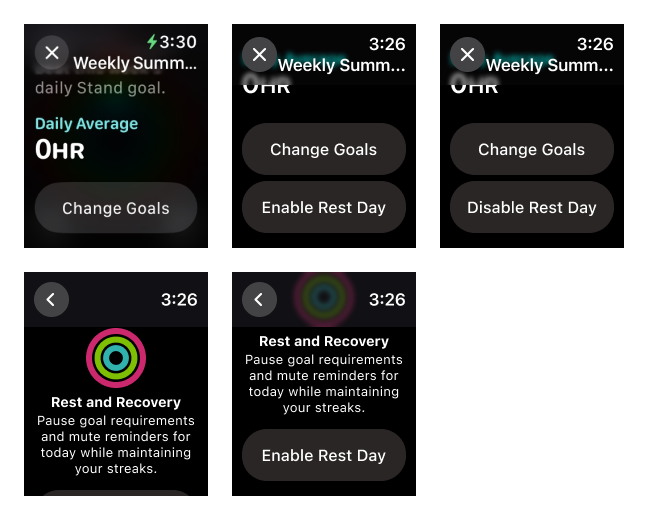 3:30
Weekly Summ...
daily Stand goal.
Daily Average
0HR
Change Goals
3:26
Weekly Summ...
0HR
Change Goals
Enable Rest Day
3:26
Weekly Summ...
0HR
Change Goals
Disable Rest Day
3:26
Rest and Recovery
Pause goal requirements
and mute reminders for
today while maintaining
your streaks.
3:26
Rest and Recovery
Pause goal requirements
and mute reminders for
today while maintaining
your streaks.
Enable Rest Day